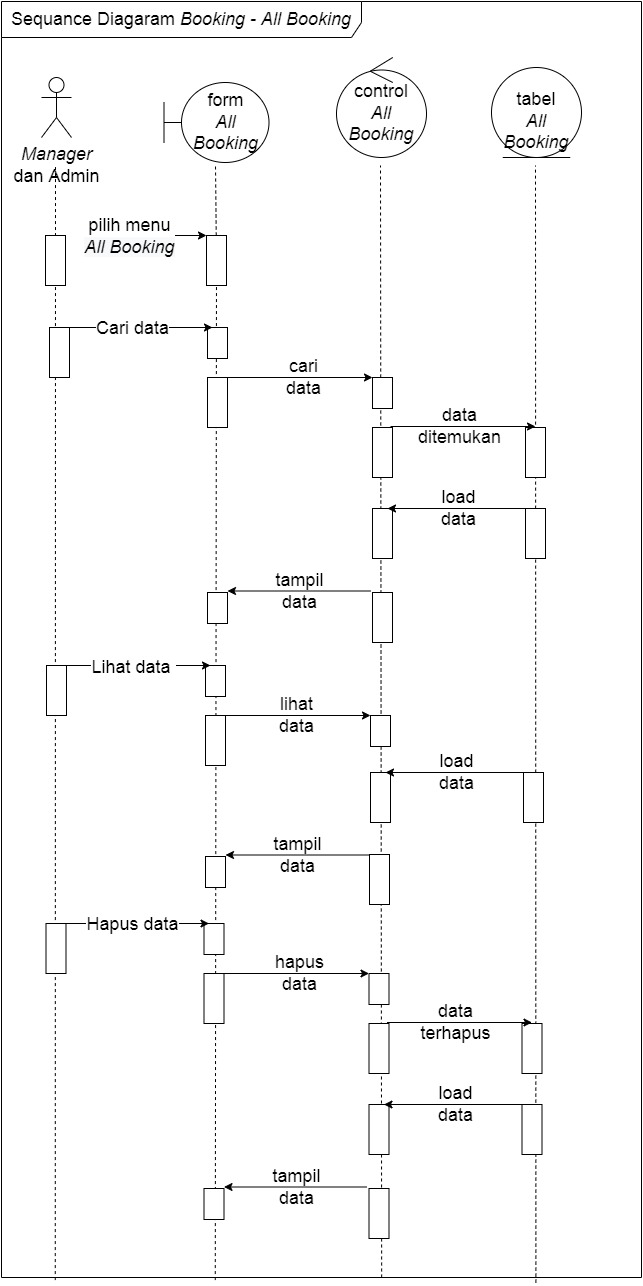 Sequance Diagaram Booking - All Booking
form
All
Booking
control
All
Booking
tabel
All
Booking
Manager
dan Admin
pilih menu
All Booking
Cari data
cari
data
data
ditemukan
load
data
tampil
data
Lihat data
lihat
data
load
data
tampil
data
Hapus data
hapus
data
data
terhapus
load
data
tampil
data